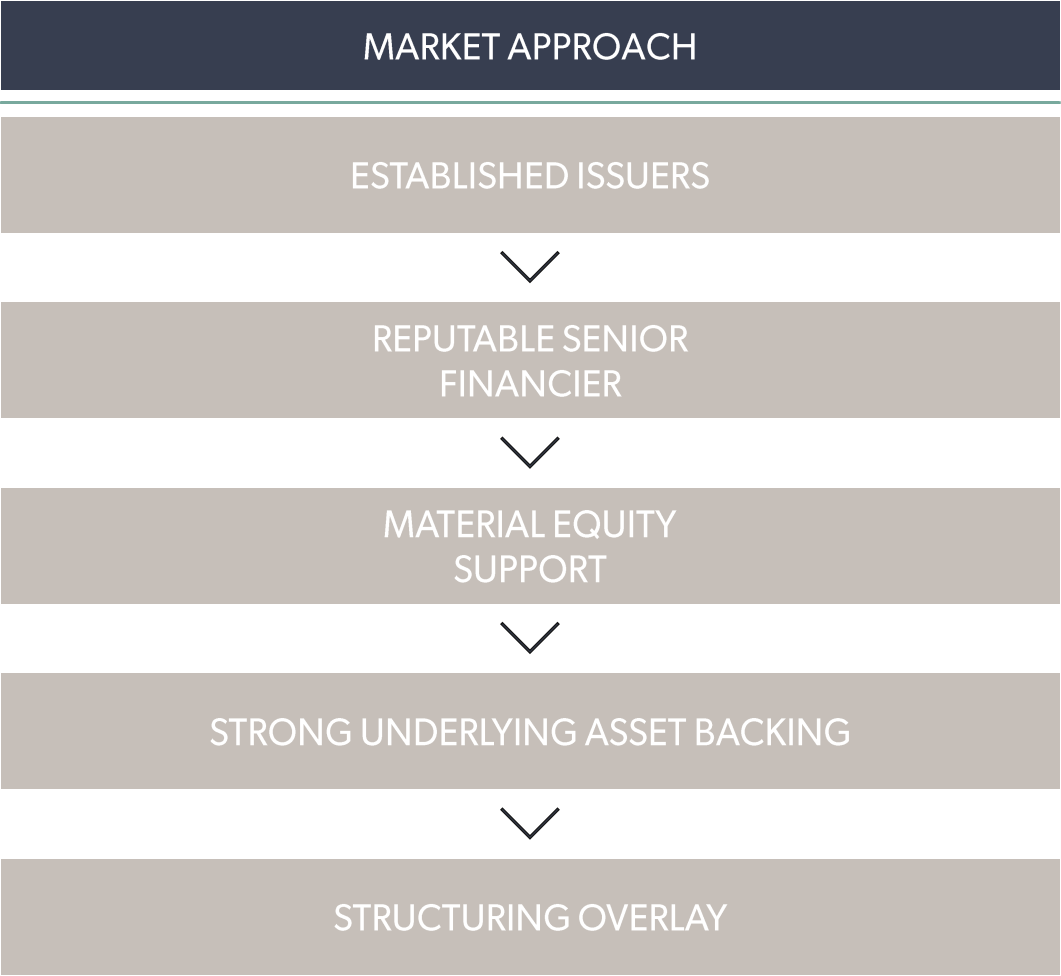 MARKET APPROACH
ESTABLISHED ISSUERS
REPUTABLE SENIOR
FINANCIER
MATERIAL EQUITY
SUPPORT
STRONG UNDERLYING ASSET BACKING
STRUCTURING OVERLAY